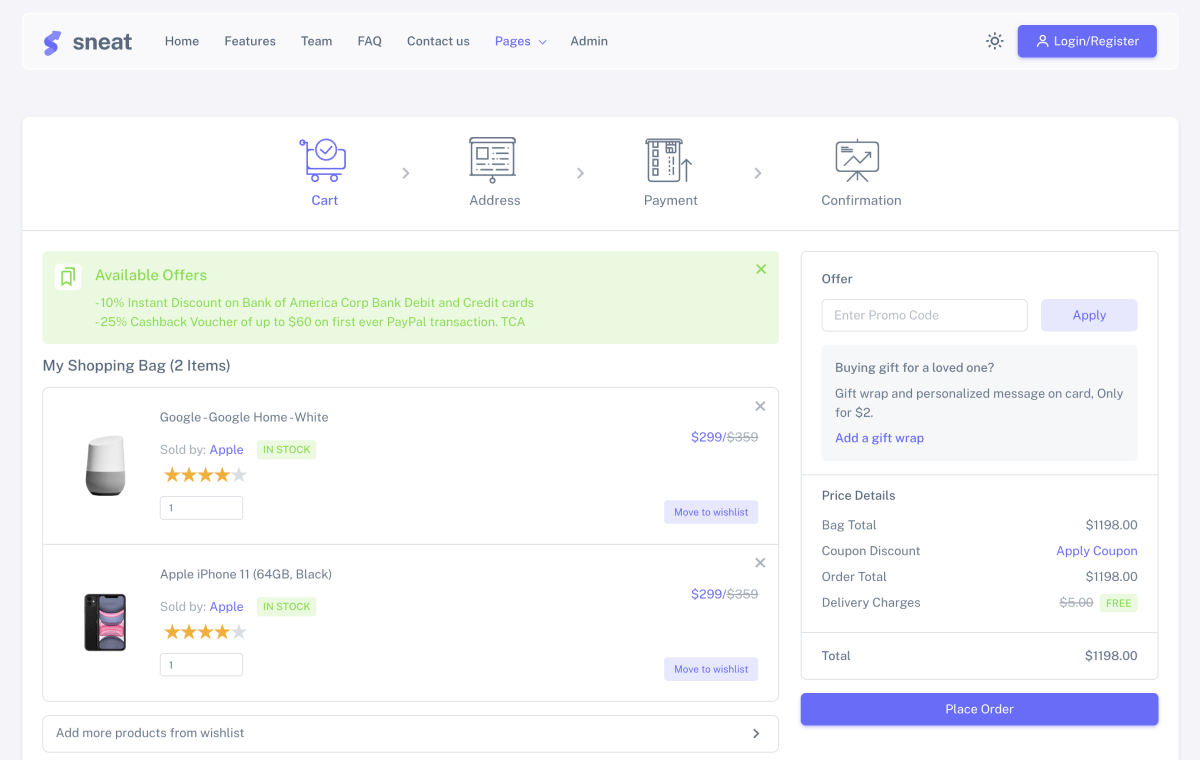 sneat
Home
Features
Team
FAQ
Contact us
Pages
Admin
Login/Register
Cart
Address
Payment
Confirmation
Available Offers
- 10% Instant Discount on Bank of America Corp Bank Debit and Credit cards
- 25% Cashback Voucher of up to $60 on first ever PayPal transaction. TCA
My Shopping Bag (2 Items)
Google - Google Home - White
Sold by: Apple IN STOCK
1
$299/$359
Move to wishlist
Apple iPhone 11 (64GB, Black)
Sold by: Apple IN STOCK
1
$299/$359
Move to wishlist
Add more products from wishlist
Offer
Enter Promo Code
Apply
Buying gift for a loved one?
Gift wrap and personalized message on card, Only
for $2.
Add a gift wrap
Price Details
Bag Total $1198.00
Coupon Discount Apply Coupon
Order Total $1198.00
Delivery Charges $5.00 FREE
Total $1198.00
Place Order